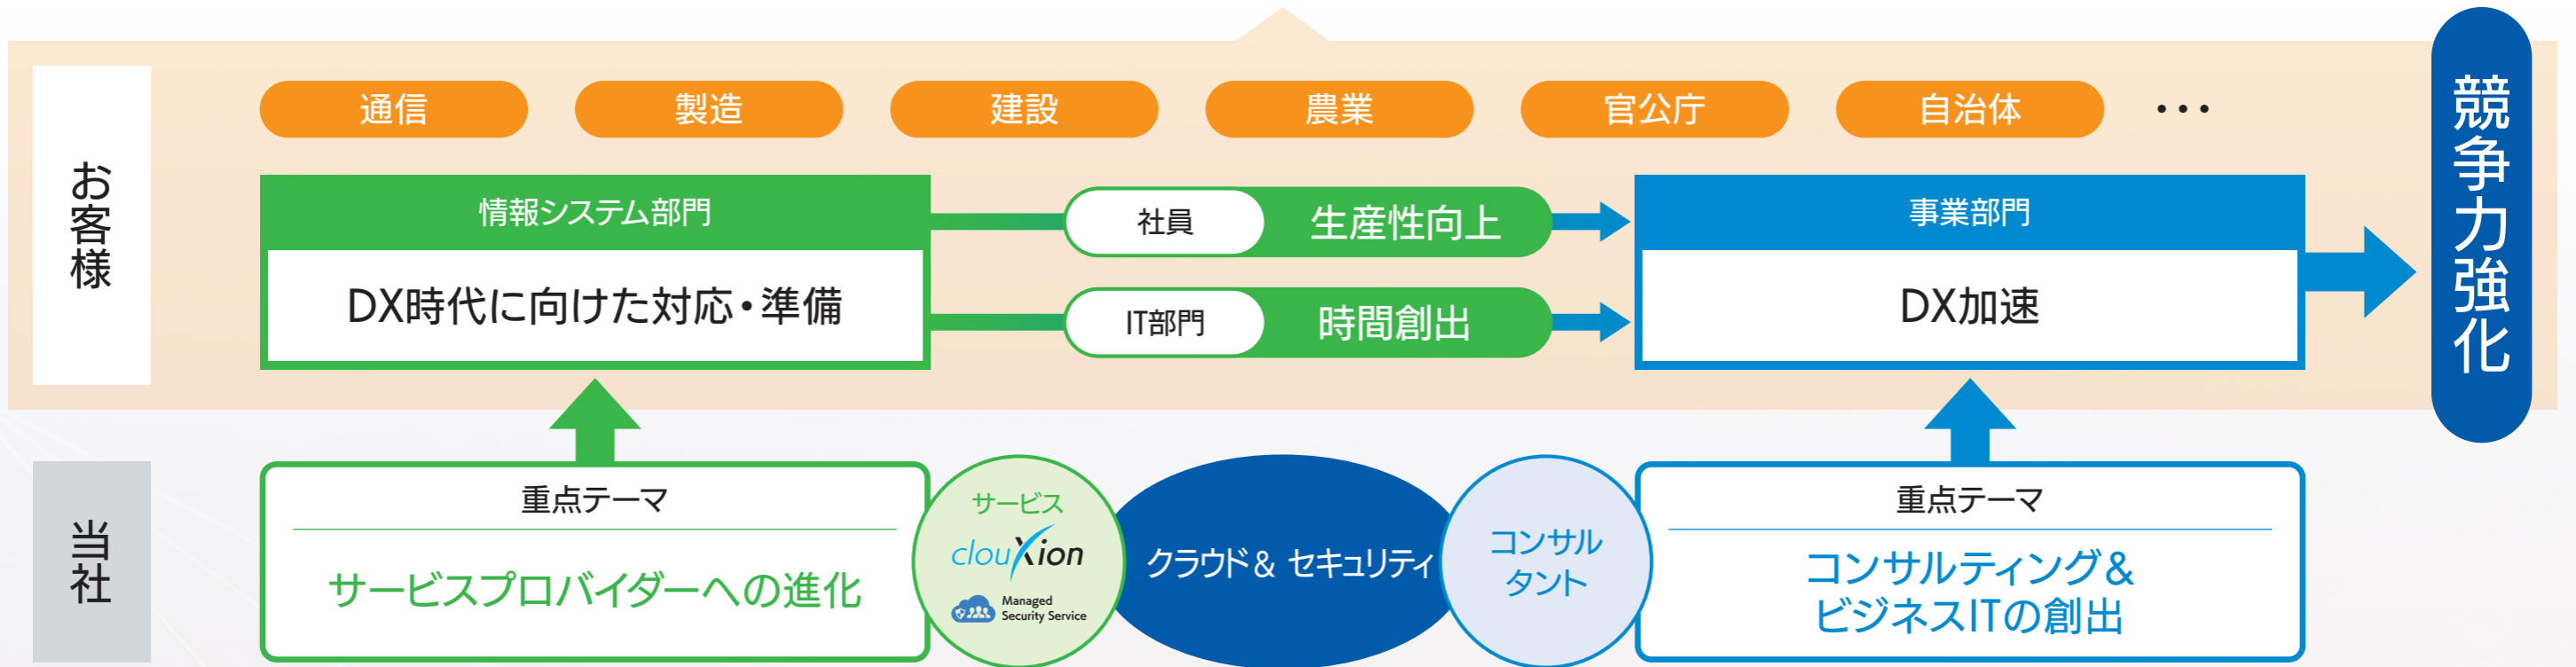 お客様
通信
製造
建設
農業
官公庁
自治体
・・・
情報システム部門
DX時代に向けた対応・準備
社員
生産性向上
IT部門
時間創出
事業部門
DX加速
競争力強化
当社
重点テーマ
サービスプロバイダーへの進化
サービス
clouXion
Managed
Security Service
クラウド& セキュリティ
コンサル
タント
重点テーマ
コンサルティング&
ビジネスITの創出